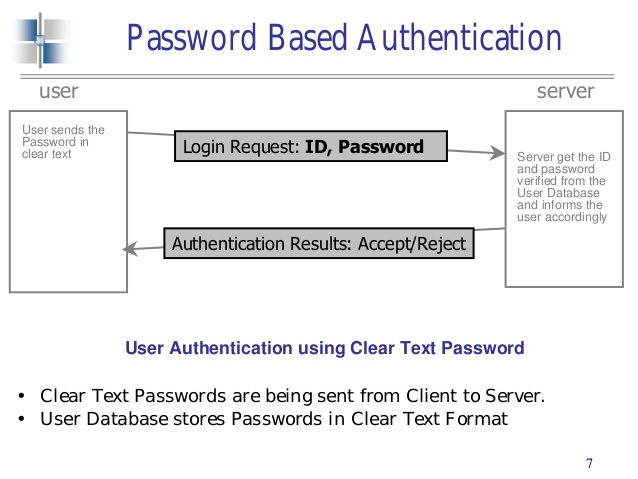 Password Based Authentication
user
server
User sends the
Password in
clear text
Login Request: ID, Password
Server get the ID
and password
verified from the
User Database
and informs the
user accordingly
Authentication Results: Accept/Reject
User Authentication using Clear Text Password
• Clear Text Passwords are being sent from Client to Server.
• User Database stores Passwords in Clear Text Format
7